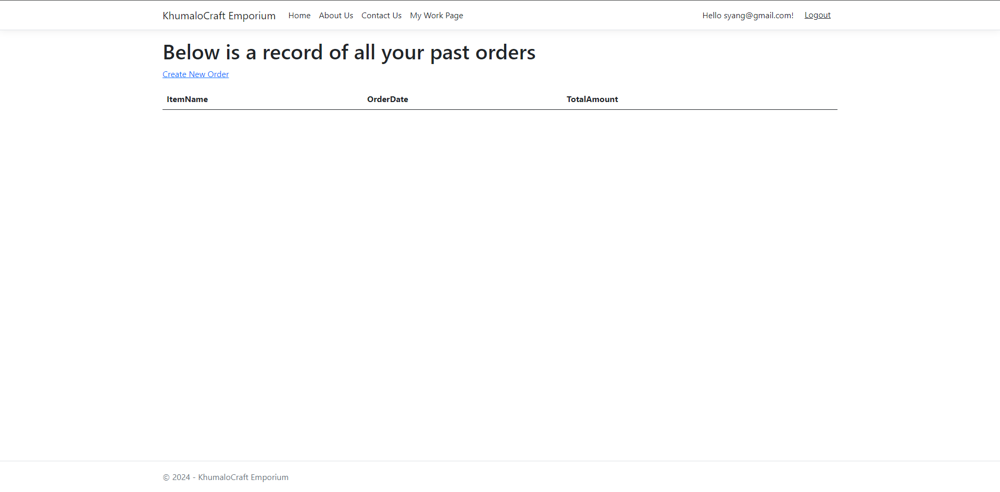 KhumaloCraft Emporium Home About Us Contact Us My Work Page Hello syang@gmail.com! Logout
Below is a record of all your past orders
Create New Order
ItemName OrderDate TotalAmount
© 2024 - KhumaloCraft Emporium